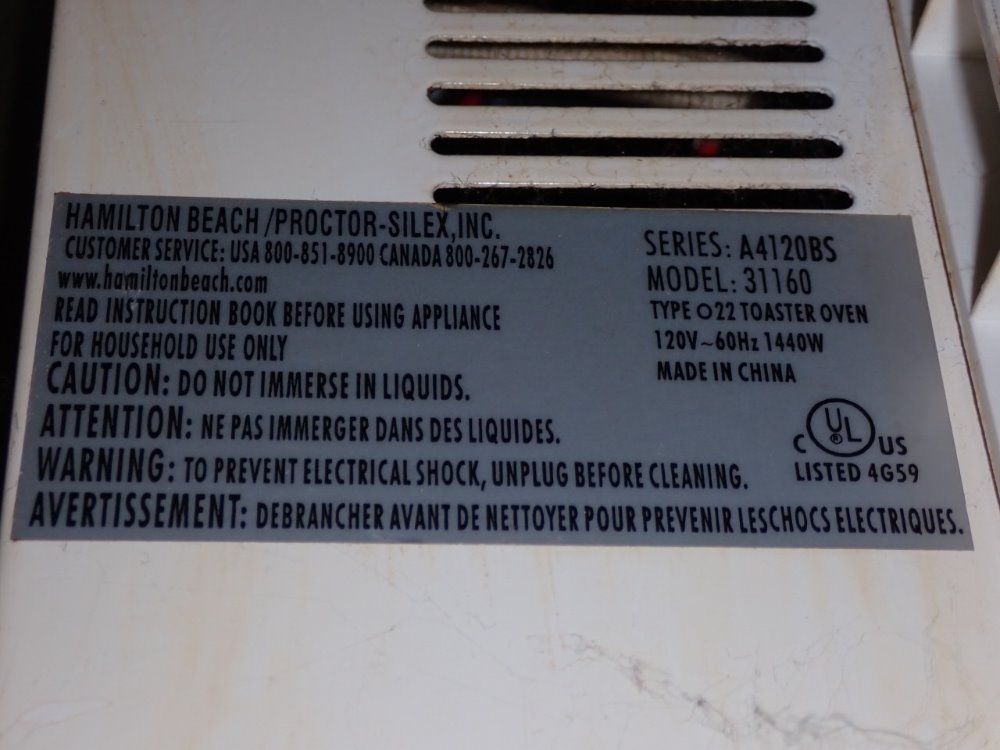 HAMILTON BEACH/PROCTOR-SILEX,INC.
CUSTOMER SERVICE: USA 800-851-8900 CANADA 800-267-2826
www.hamiltonbeach.com
READ INSTRUCTION BOOK BEFORE USING APPLIANCE
FOR HOUSEHOLD USE ONLY
CAUTION: DO NOT IMMERSE IN LIQUIDS.
ATTENTION: NE PAS IMMERGER DANS DES LIQUIDES.
WARNING: TO PREVENT ELECTRICAL SHOCK, UNPLUG BEFORE CLEANING.
AVERTISSEMENT: DEBRANCHER AVANT DE NETTOYER POUR PREVENIR LESCHOCS ELECTRIQUES.
SERIES: A4120BS
MODEL: 31160
TYPE O22 TOASTER OVEN
120V~60Hz 1440W
MADE IN CHINA
C UL ® US
LISTED 4G59